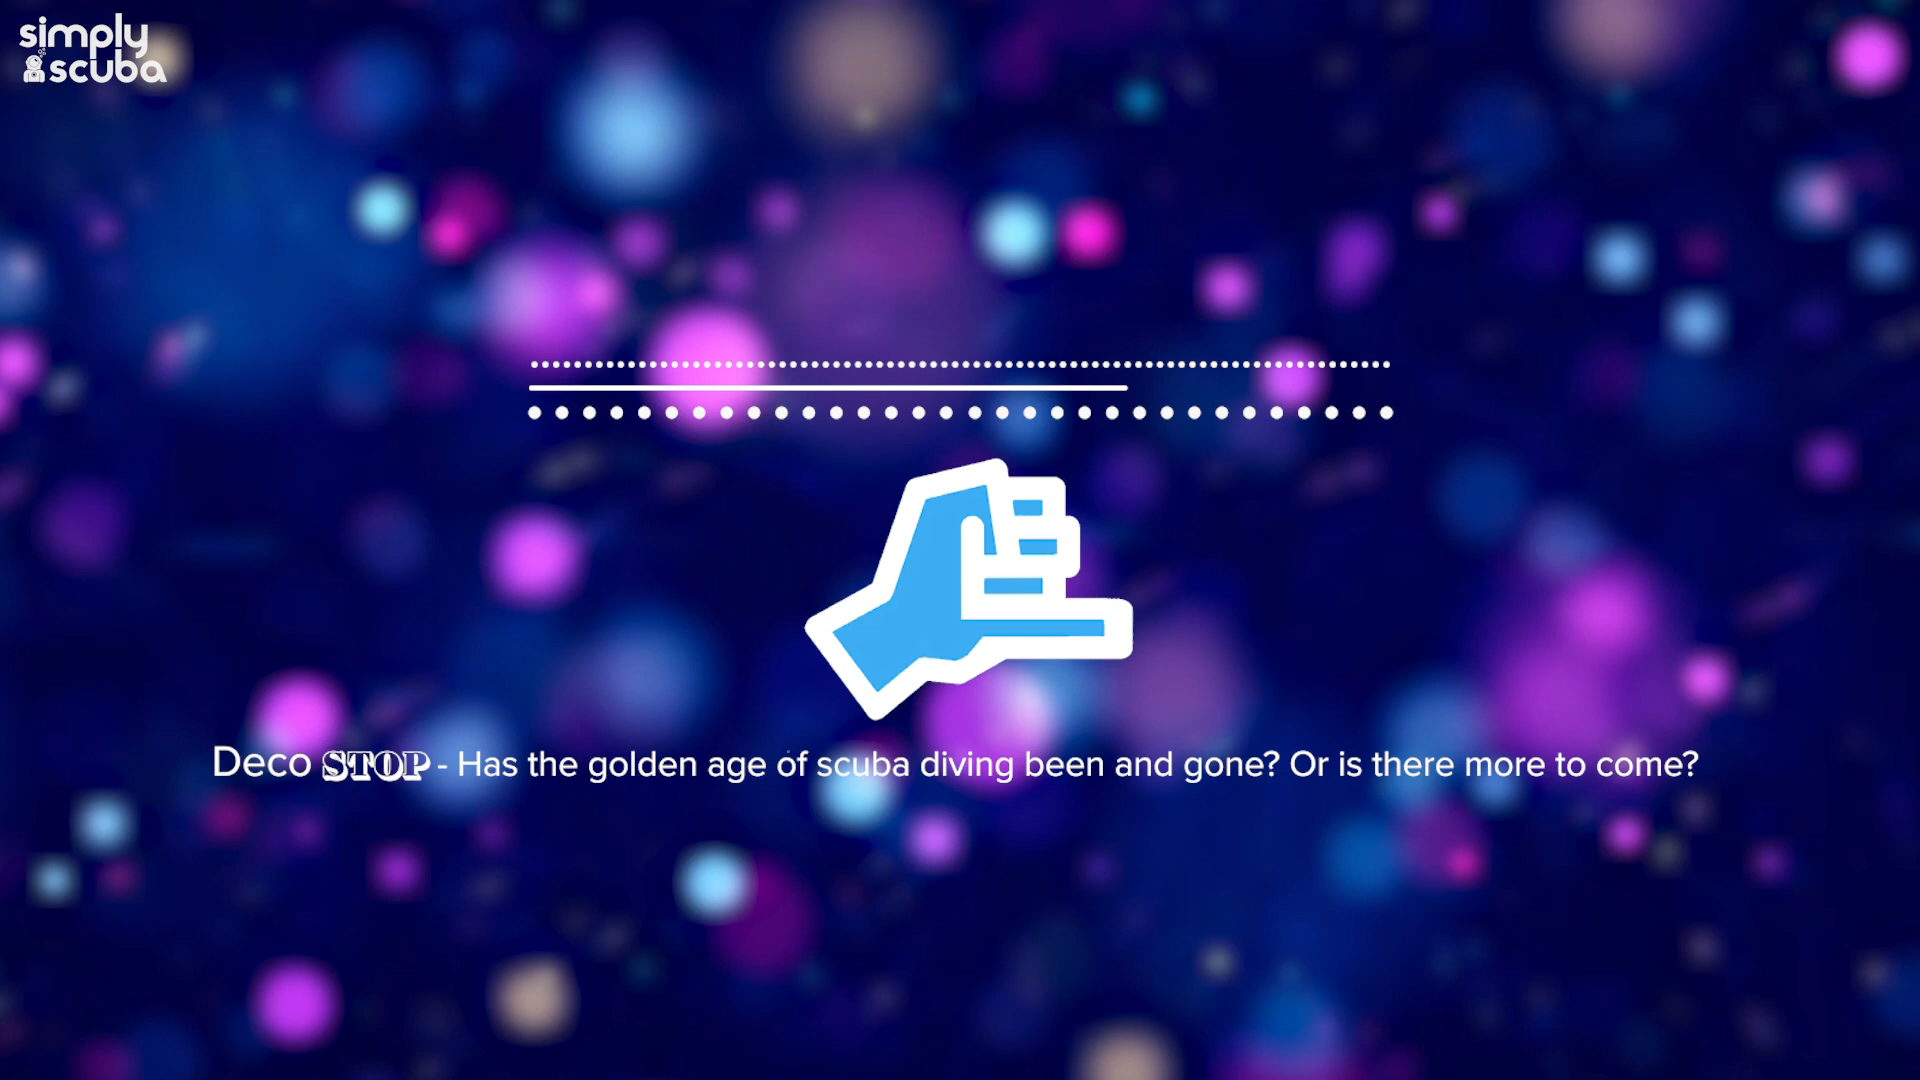 simply
scuba
Deco STOP - Has the golden age of scuba diving been and gone? Or is there more to come?